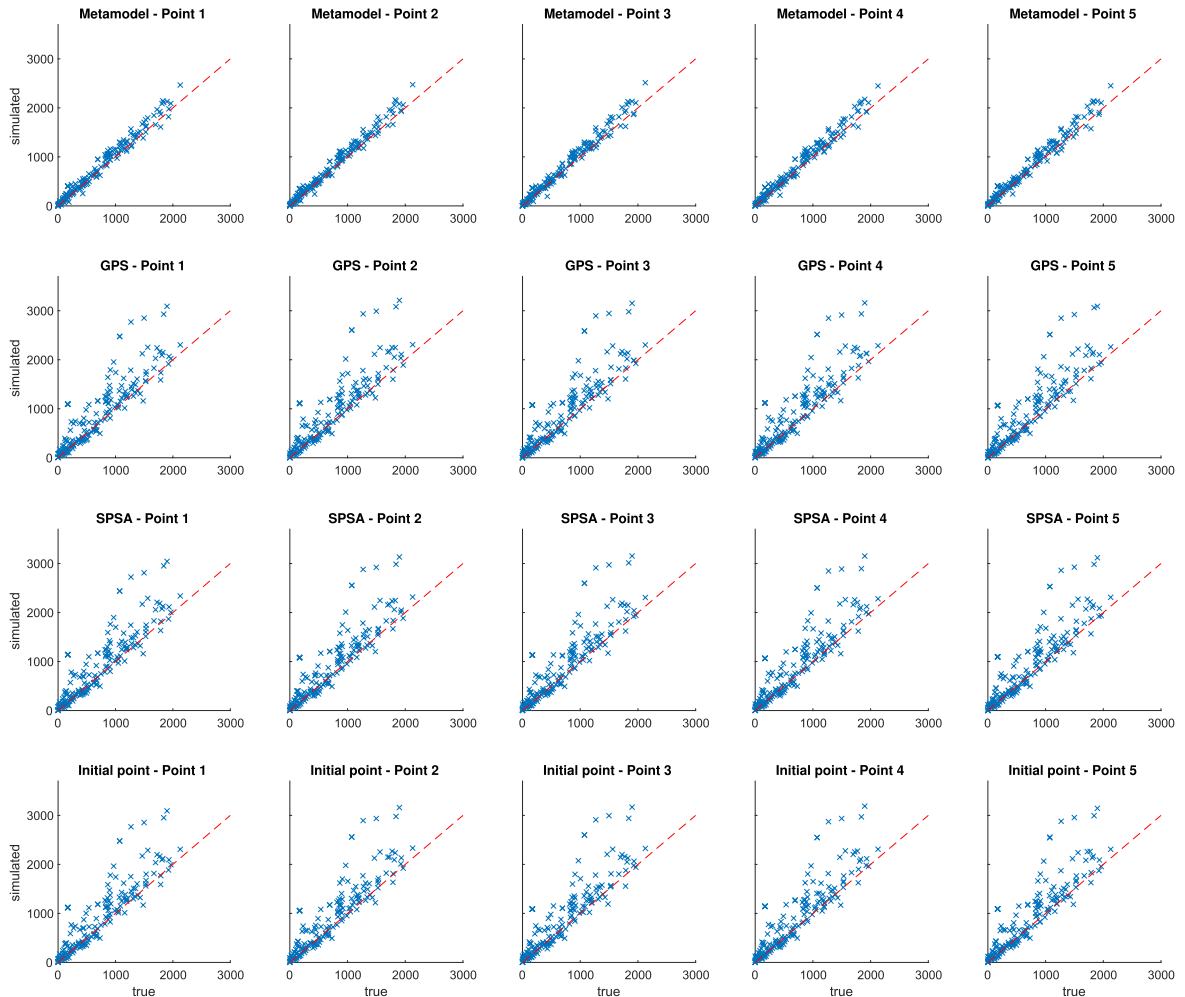 Metamodel - Point 1 Metamodel - Point 2 Metamodel - Point 3 Metamodel - Point 4 Metamodel - Point 5
3000
2000
simulated
1000
0
0 1000 2000 3000 0 1000 2000 3000 0 1000 2000 3000 0 1000 2000 3000 0 1000 2000 3000
GPS - Point 1 GPS - Point 2 GPS - Point 3 GPS - Point 4 GPS - Point 5
3000
2000
simulated
1000
0
0 1000 2000 3000 0 1000 2000 3000 0 1000 2000 3000 0 1000 2000 3000 0 1000 2000 3000
SPSA - Point 1 SPSA - Point 2 SPSA - Point 3 SPSA - Point 4 SPSA - Point 5
3000
2000
simulated
1000
0
0 1000 2000 3000 0 1000 2000 3000 0 1000 2000 3000 0 1000 2000 3000 0 1000 2000 3000
Initial point - Point 1 Initial point - Point 2 Initial point - Point 3 Initial point - Point 4 Initial point - Point 5
3000
2000
simulated
1000
0
0 1000 2000 3000 0 1000 2000 3000 0 1000 2000 3000 0 1000 2000 3000 0 1000 2000 3000
true true true true true